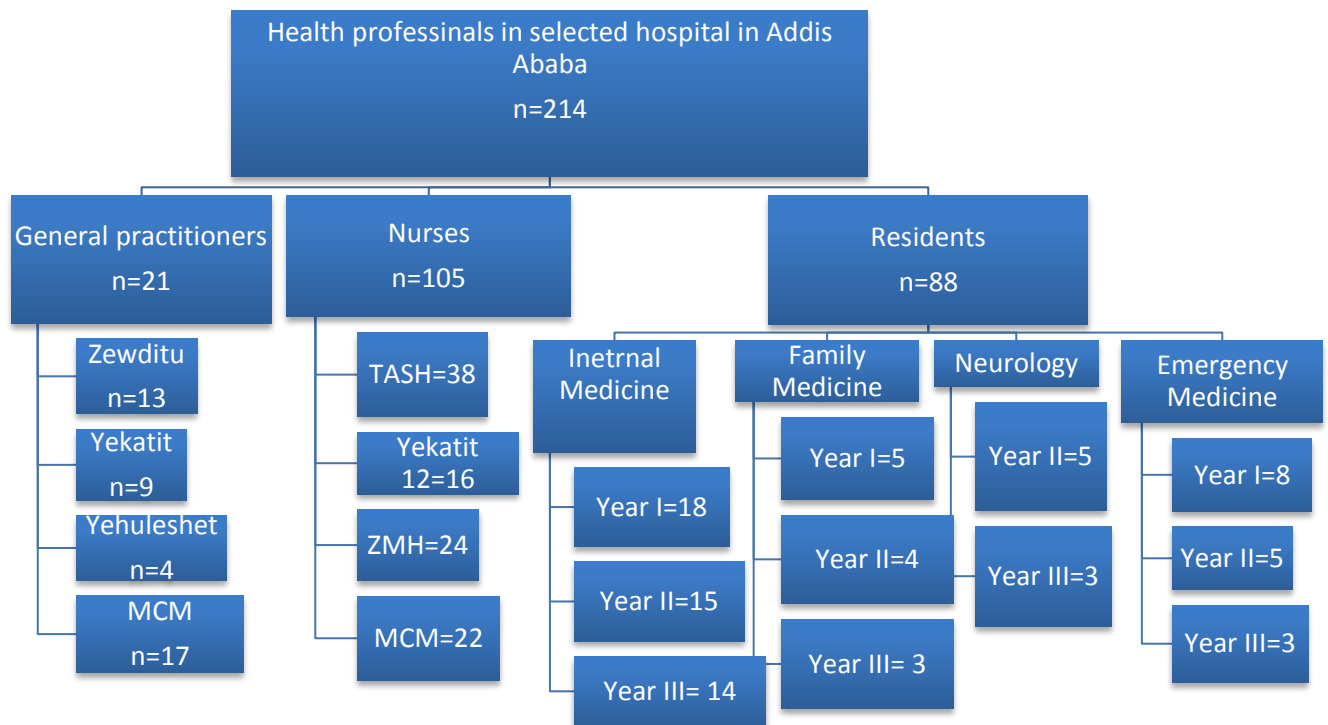 Health professinals in selected hospital in Addis
Ababa
n=214
General practitioners
n=21
Nurses
n=105
Residents
n=88
Zewditu
n=13
Yekatit
n=9
Yehuleshet
n=4
MCM
n=17
TASH=38
Yekatit
12=16
ZMH=24
MCM=22
Inetrnal
Medicine
Year I=18
Year II=15
Year III= 14
Family
Medicine
Year I=5
Year II=4
Year III= 3
Neurology
Year II=5
Year III=3
Emergency
Medicine
Year I=8
Year II=5
Year III=3